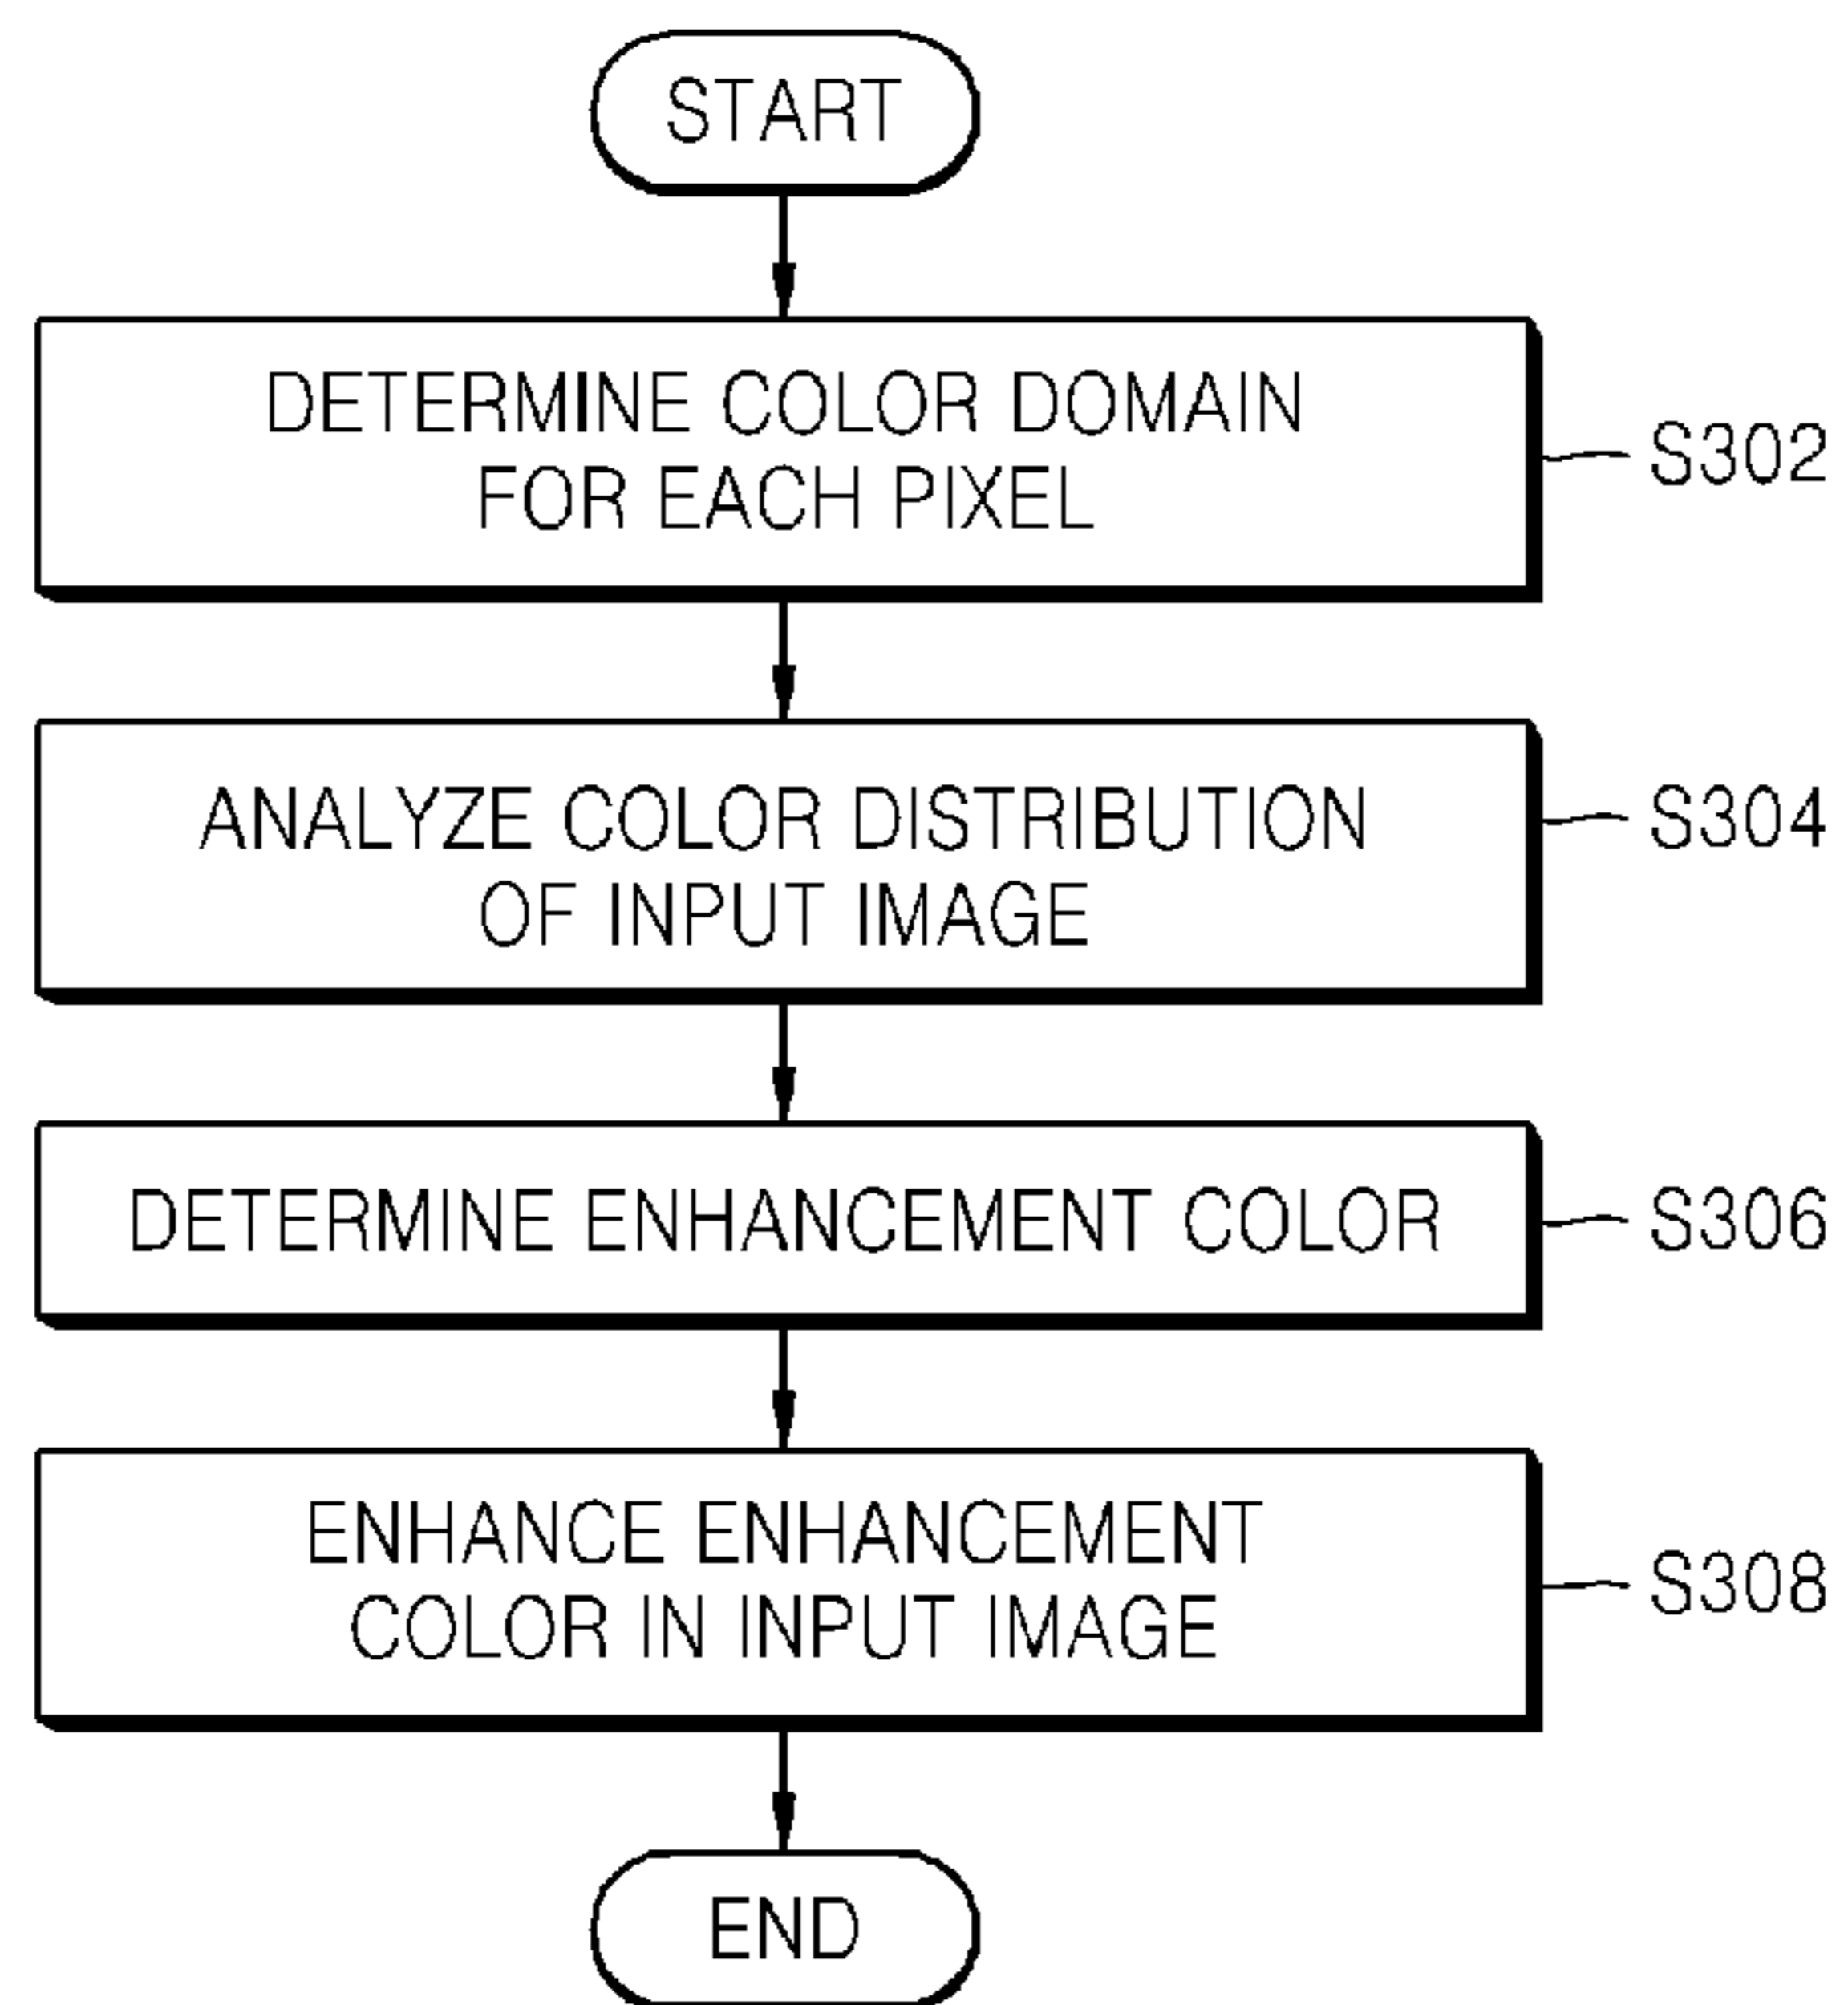 START
DETERMINE COLOR DOMAIN
FOR EACH PIXEL
S302
ANALYZE COLOR DISTRIBUTION
OF INPUT IMAGE
S304
DETERMINE ENHANCEMENT COLOR
S306
ENHANCE ENHANCEMENT
COLOR IN INPUT IMAGE
S308
END